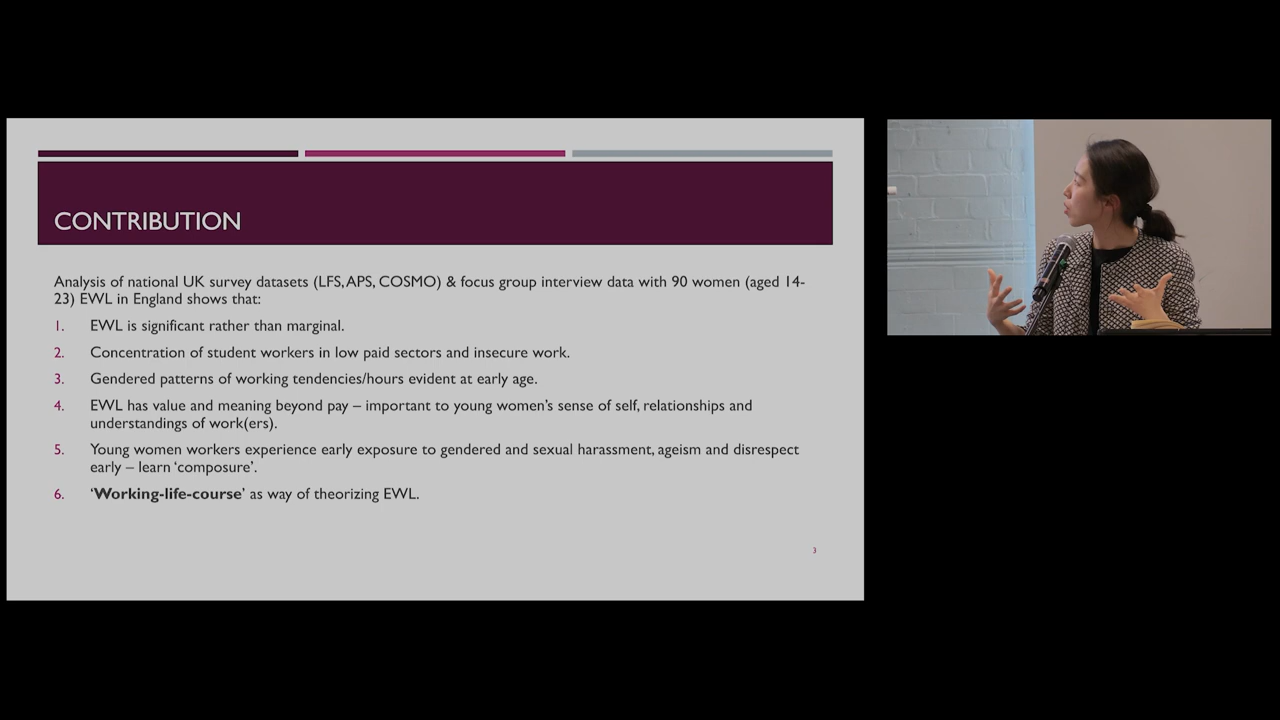 CONTRIBUTION
Analysis of national UK survey datasets (LFS, APS, COSMO) & focus group interview data with 90 women (aged 14-
23) EWL in England shows that:
1. EWL is significant rather than marginal.
2. Concentration of student workers in low paid sectors and insecure work.
3. Gendered patterns of working tendencies/hours evident at early age.
4. EWL has value and meaning beyond pay – important to young women's sense of self, relationships and
understandings of work(ers).
5. Young women workers experience early exposure to gendered and sexual harassment, ageism and disrespect
early – learn 'composure'.
6. 'Working-life-course' as way of theorizing EWL.
3